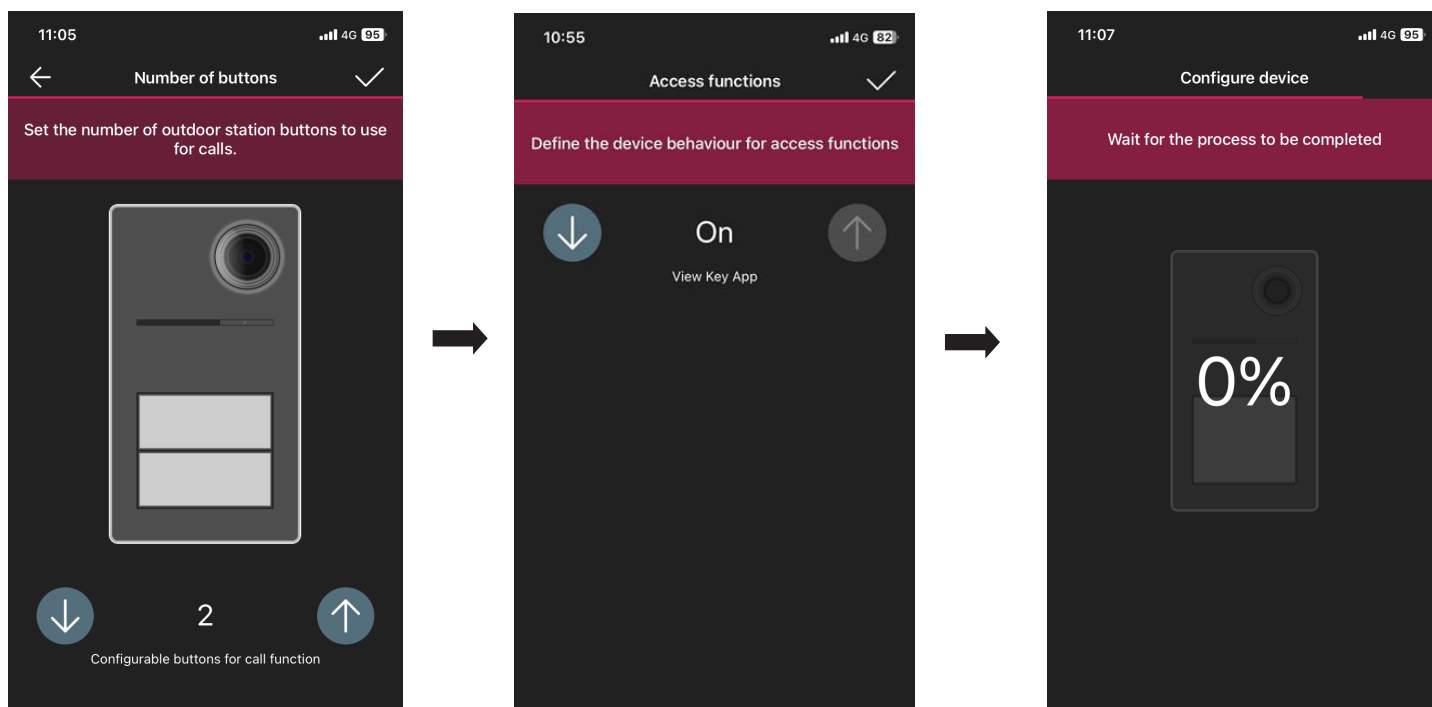 11:05
4G 95
Number of buttons
Set the number of outdoor station buttons to use
for calls.
2
Configurable buttons for call function
10:55
4G 82
Access functions
Define the device behaviour for access functions
On
View Key App
11:07
4G 95
Configure device
Wait for the process to be completed
0%